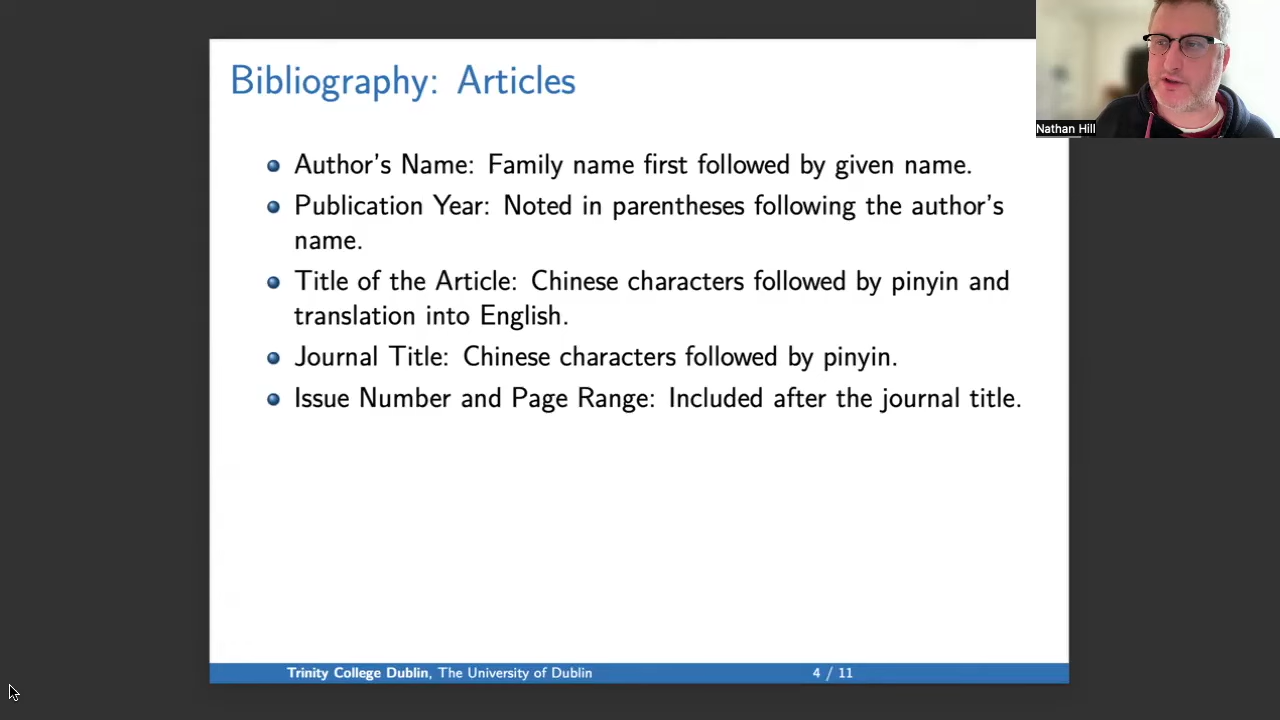 Bibliography: Articles
Nathan Hill
Author's Name: Family name first followed by given name.
Publication Year: Noted in parentheses following the author's
name.
Title of the Article: Chinese characters followed by pinyin and
translation into English.
Journal Title: Chinese characters followed by pinyin.
Issue Number and Page Range: Included after the journal title.
Trinity College Dublin, The University of Dublin
4 / 11